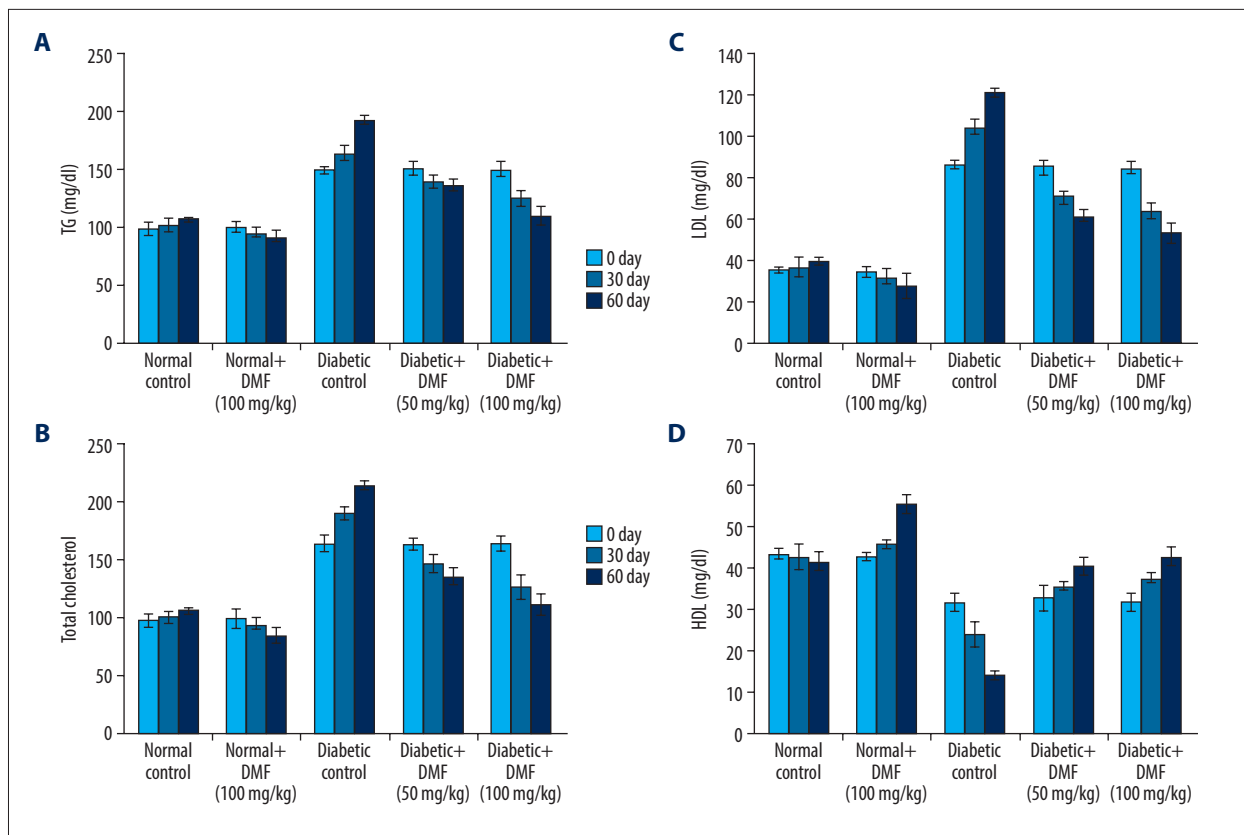 A
250
200
150
100
50
0
TG (mg/dl)
Normal
control
Normal+
DMF
(100 mg/kg)
Diabetic
control
Diabetic+
DMF
(50 mg/kg)
Diabetic+
DMF
(100 mg/kg)
0 day
30 day
60 day
B
250
200
150
100
50
0
Total cholesterol
Normal
control
Normal+
DMF
(100 mg/kg)
Diabetic
control
Diabetic+
DMF
(50 mg/kg)
Diabetic+
DMF
(100 mg/kg)
0 day
30 day
60 day
C
140
120
100
80
60
40
20
0
LDL (mg/dl)
Normal
control
Normal+
DMF
(100 mg/kg)
Diabetic
control
Diabetic+
DMF
(50 mg/kg)
Diabetic+
DMF
(100 mg/kg)
D
70
60
50
40
30
20
10
0
HDL (mg/dl)
Normal
control
Normal+
DMF
(100 mg/kg)
Diabetic
control
Diabetic+
DMF
(50 mg/kg)
Diabetic+
DMF
(100 mg/kg)